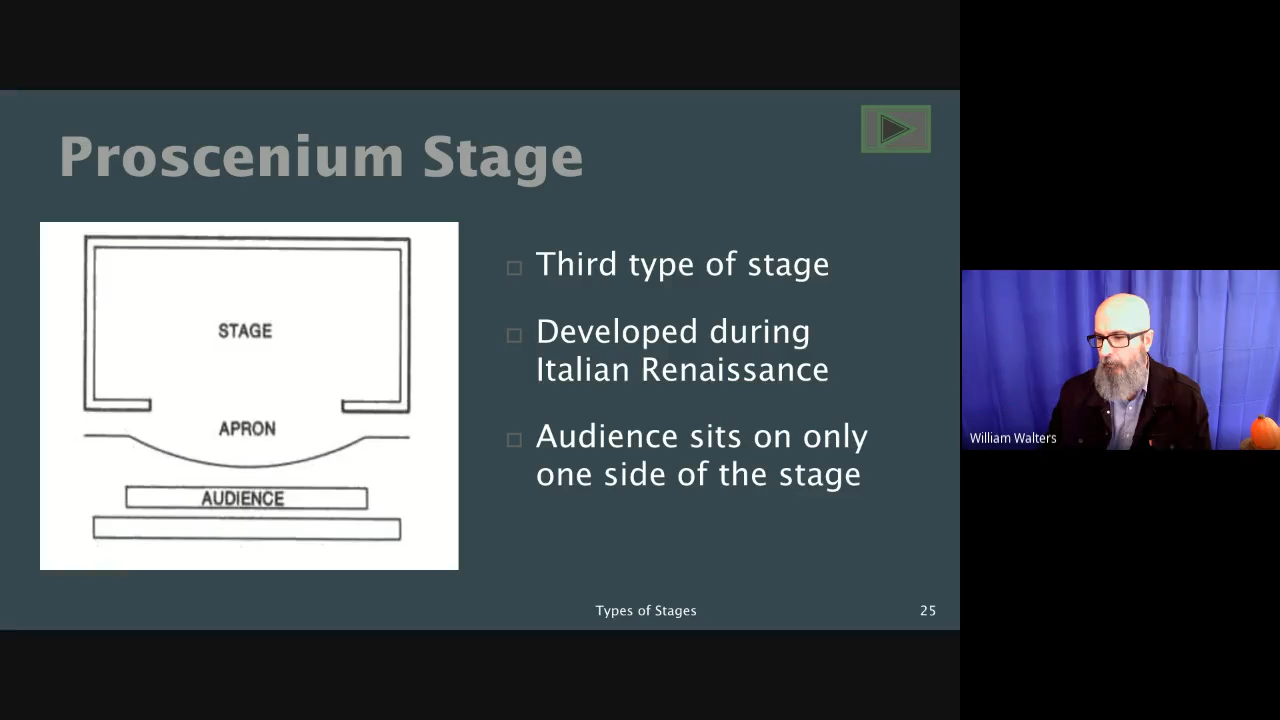 Proscenium Stage
STAGE
APRON
AUDIENCE
Third type of stage
Developed during
Italian Renaissance
Audience sits on only
one side of the stage
Types of Stages
25
William Walters